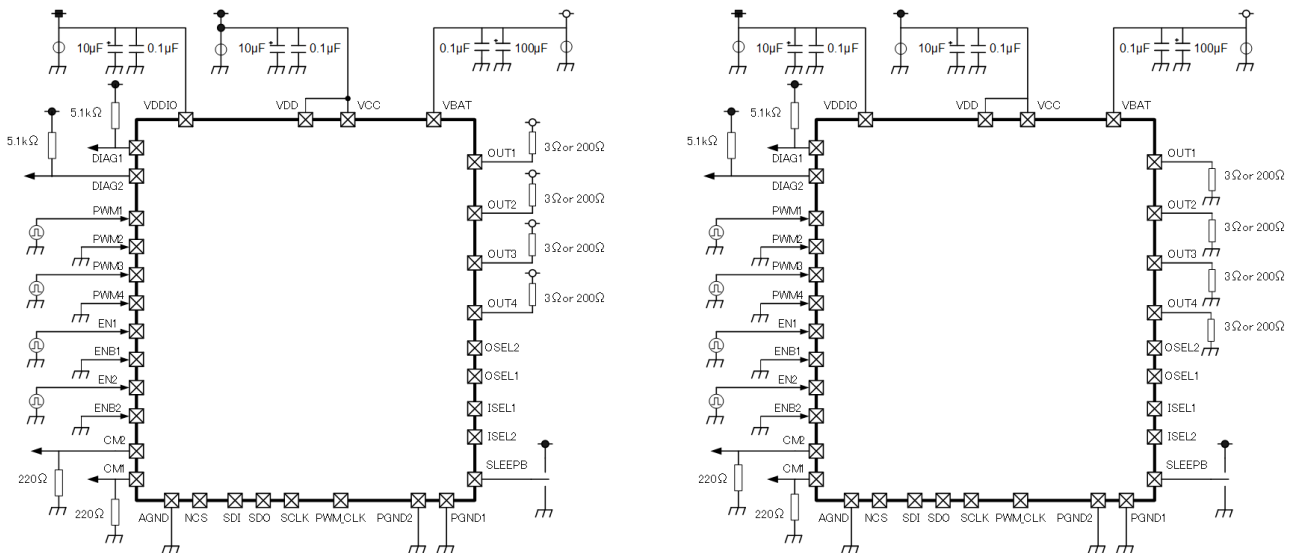 10μF 0.1μF
10μF 0.1μF
0.1μF 100μF
5.1kΩ
5.1kΩ
VDDIO VDD VCC VBAT
DIAG1
DIAG2
PWM1
PWM2
PWM3
PWM4
EN1
ENB1
EN2
ENB2
CM2
CM1
220Ω
220Ω
OUT1 3Ω or 200Ω
OUT2 3Ω or 200Ω
OUT3 3Ω or 200Ω
OUT4 3Ω or 200Ω
OSEL2
OSEL1
ISEL1
ISEL2
SLEEPB
AGND NCS SDI SDO SCLK PWM_CLK PGND2 PGND1
10μF 0.1μF
10μF 0.1μF
0.1μF 100μF
5.1kΩ
5.1kΩ
VDDIO VDD VCC VBAT
DIAG1
DIAG2
PWM1
PWM2
PWM3
PWM4
EN1
ENB1
EN2
ENB2
CM2
CM1
220Ω
220Ω
OUT1 3Ω or 200Ω
OUT2 3Ω or 200Ω
OUT3 3Ω or 200Ω
OUT4 3Ω or 200Ω
OSEL2
OSEL1
ISEL1
ISEL2
SLEEPB
AGND NCS SDI SDO SCLK PWM_CLK PGND2 PGND1